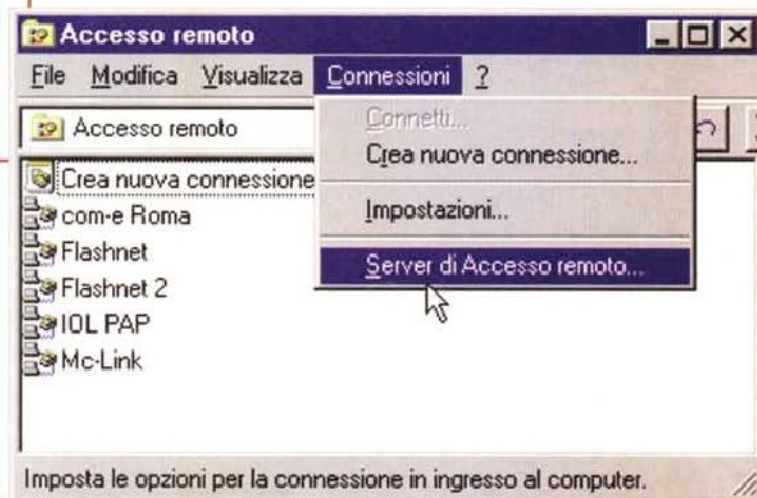 Accesso remoto
File Modifica Visualizza Connessioni ?
Accesso remoto
Connetti...
Crea nuova connessione...
Impostazioni...
Server di Accesso remoto...
Crea nuova connessione
com-e Roma
Flashnet
Flashnet 2
IOL PAP
Mc-Link
Imposta le opzioni per la connessione in ingresso al computer.